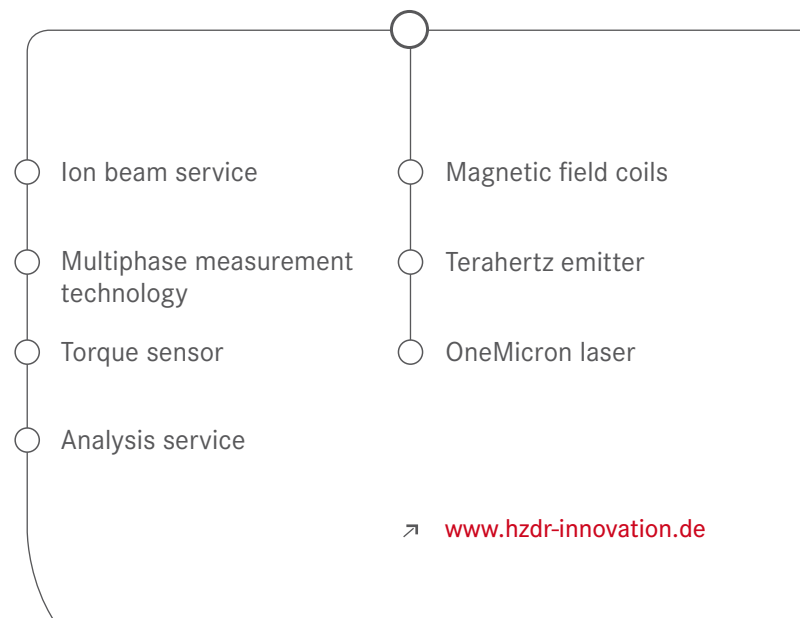 Ion beam service
Multiphase measurement
technology
Torque sensor
Analysis service
Magnetic field coils
Terahertz emitter
OneMicron laser
www.hzdr-innovation.de